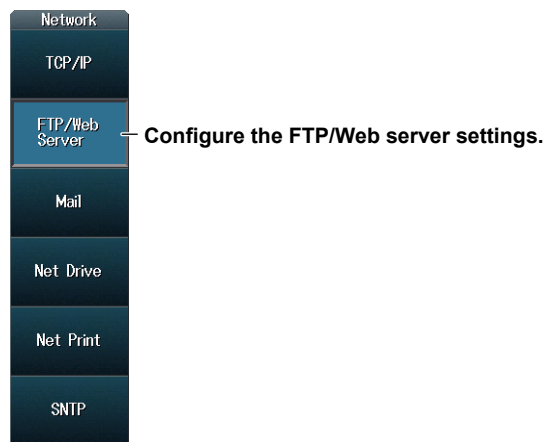 Network
TCP/IP
FTP/Web
Server
Configure the FTP/Web server settings.
Mail
Net Drive
Net Print
SNTP